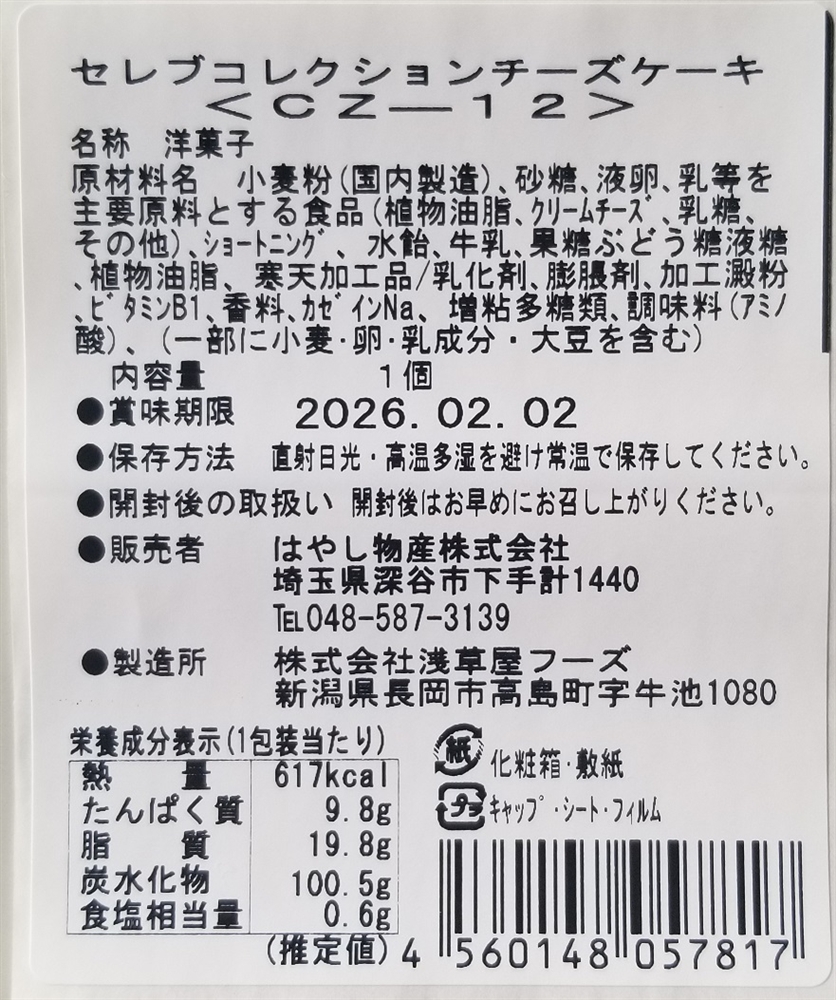 セレブコレクションチーズケーキ
＜ＣＺ―１２＞
名称　洋菓子
原材料名　小麦粉(国内製造)、砂糖、液卵、乳等を
主要原料とする食品(植物油脂、ｸﾘｰﾑﾁｰｽﾞ、乳糖、
その他)、ｼｮｰﾄﾆﾝｸﾞ、水飴、牛乳、果糖ぶどう糖液糖
、植物油脂、寒天加工品/乳化剤、膨脹剤、加工澱粉
、ﾋﾞﾀﾐﾝB1、香料、ｶｾﾞｲﾝNa、増粘多糖類、調味料(ｱﾐﾉ
酸)、(一部に小麦･卵･乳成分・大豆を含む)
内容量　１個
●賞味期限　2026.02.02
●保存方法　直射日光・高温多湿を避け常温で保存してください。
●開封後の取扱い　開封後はお早めにお召し上がりください。
●販売者　はやし物産株式会社
埼玉県深谷市下手計1440
℡048-587-3139
●製造所　株式会社浅草屋フーズ
新潟県長岡市高島町字牛池1080
栄養成分表示(1包装当たり)
熱量　617kcal
たんぱく質　9.8g
脂質　19.8g
炭水化物　100.5g
食塩相当量　0.6g
(推定値)
紙　化粧箱･敷紙
プラ　ｷｬｯﾌﾟ･ｼｰﾄ･ﾌｨﾙﾑ
4 560148 057817